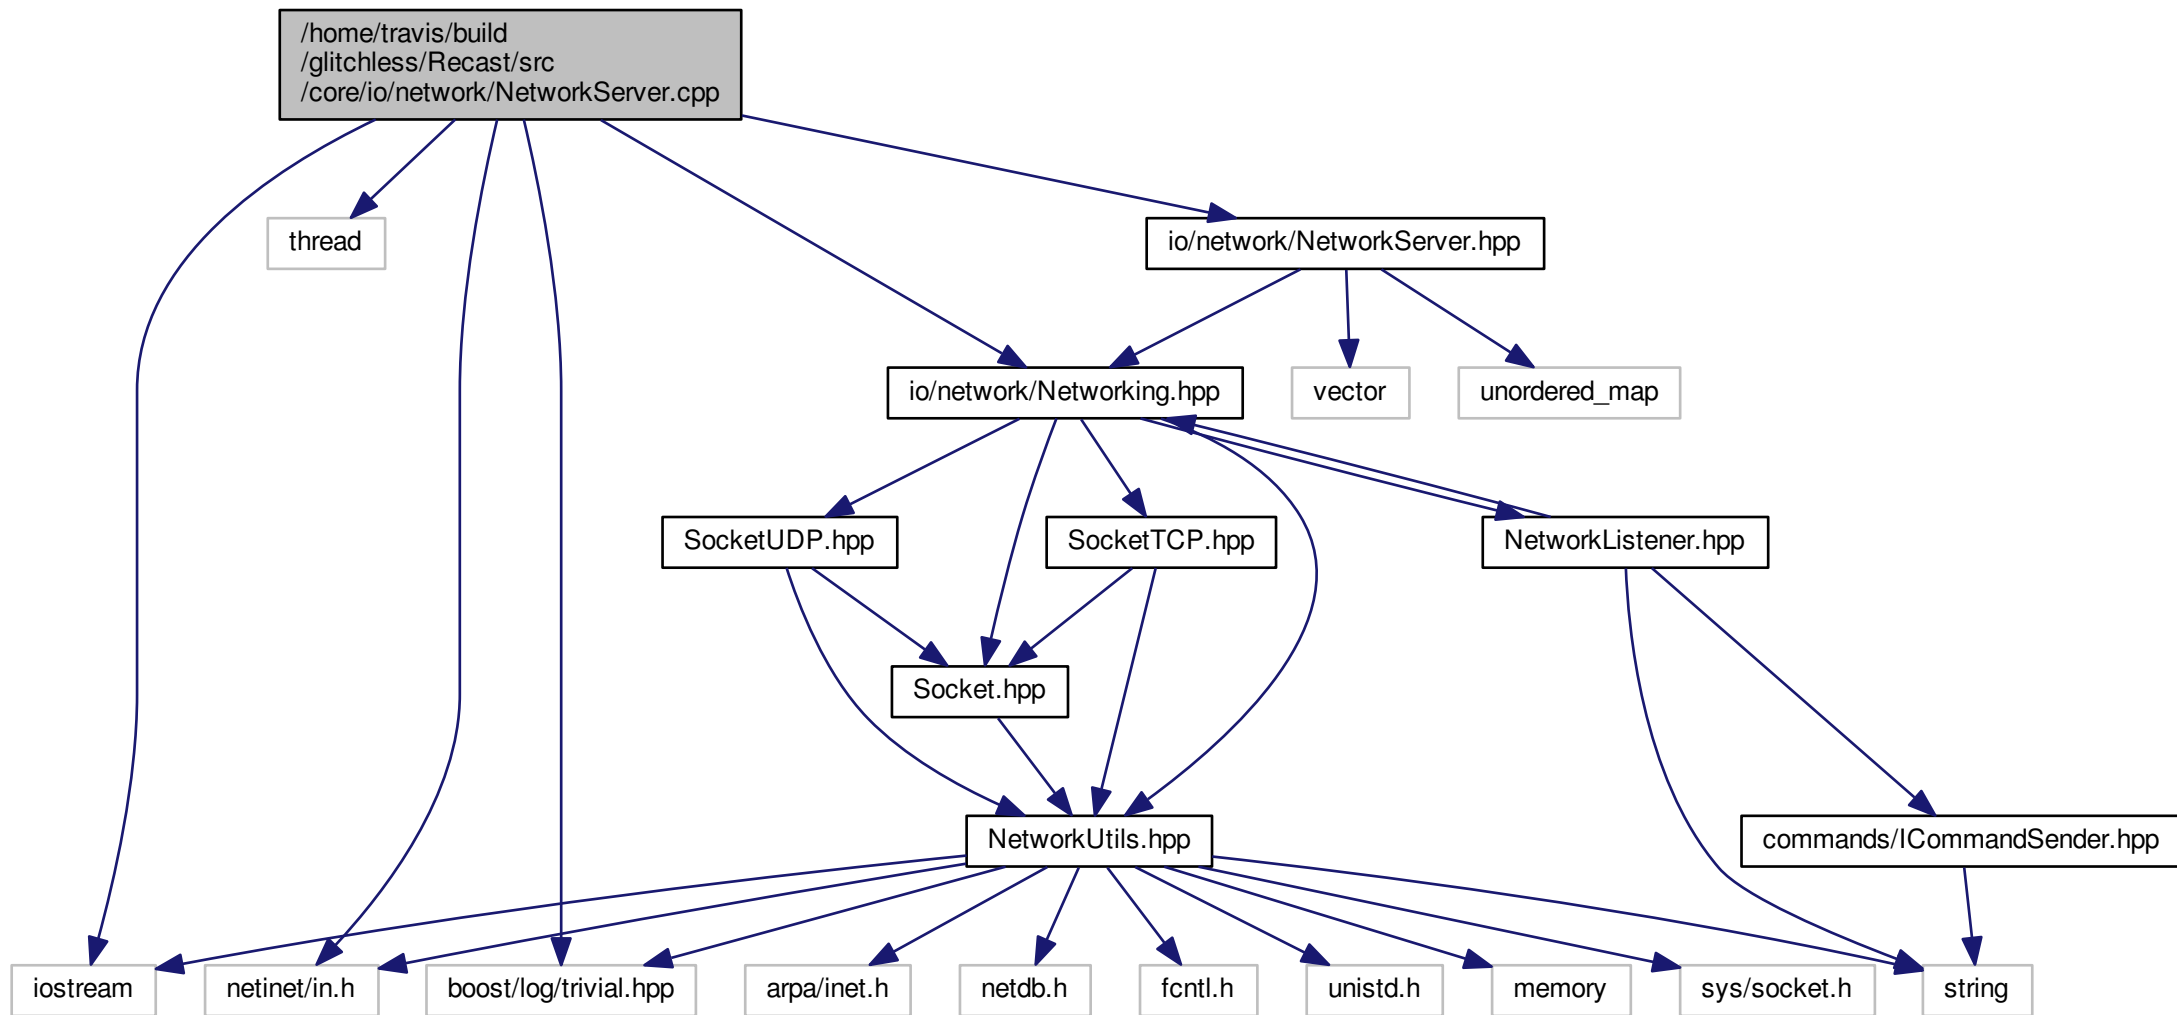 /home/travis/build
/glitchless/Recast/src
/core/io/network/NetworkServer.cpp
thread
io/network/NetworkServer.hpp
io/network/Networking.hpp
vector
unordered_map
SocketUDP.hpp
SocketTCP.hpp
NetworkListener.hpp
Socket.hpp
NetworkUtils.hpp
commands/ICommandSender.hpp
iostream
netinet/in.h
boost/log/trivial.hpp
arpa/inet.h
netdb.h
fcntl.h
unistd.h
memory
sys/socket.h
string